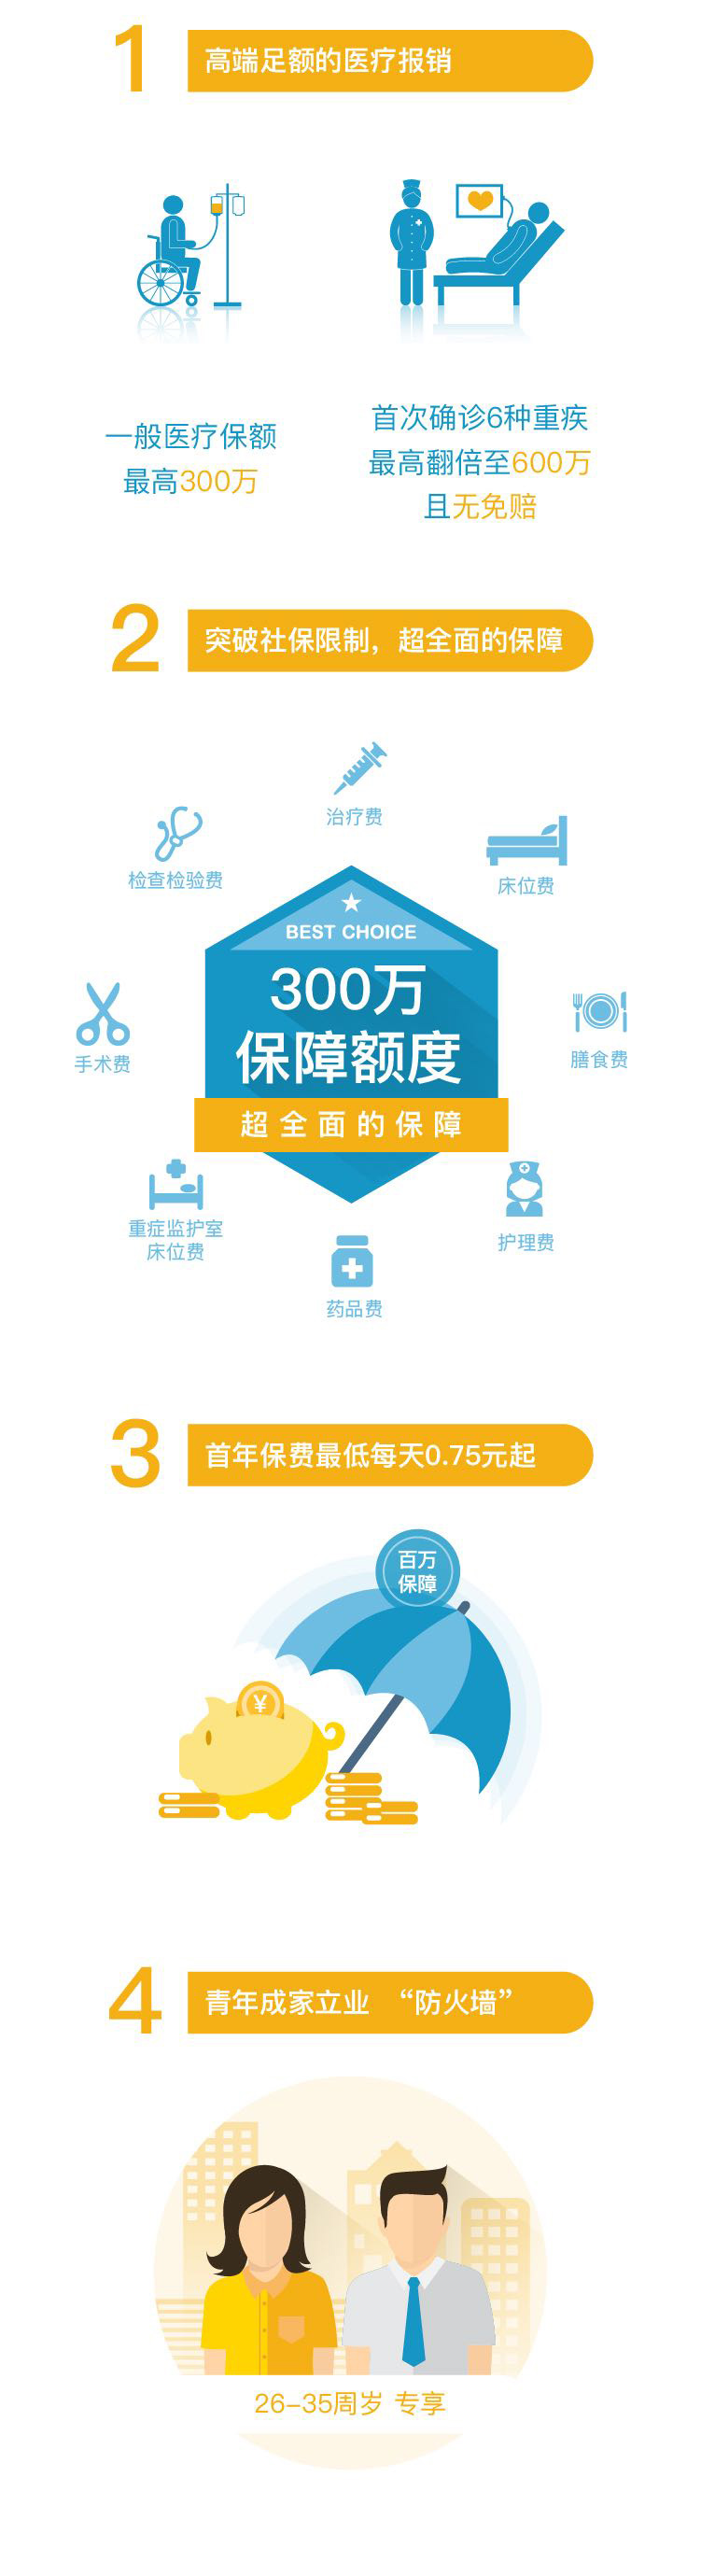 1
高端足额的医疗报销
一般医疗保额
最高300万
首次确诊6种重疾
最高翻倍至600万
且无免赔
2
突破社保限制，超全面的保障
治疗费
检查检验费
床位费
BEST CHOICE
300万
保障额度
超全面的保障
手术费
膳食费
重症监护室
床位费
护理费
药品费
3
首年保费最低每天0.75元起
百万
保障
¥
4
青年成家立业 “防火墙”
26-35周岁 专享